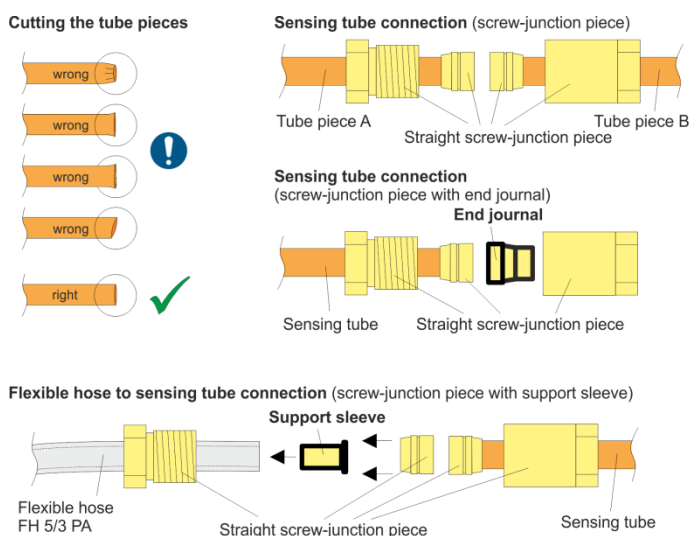 Cutting the tube pieces
wrong
wrong
wrong
wrong
right
Sensing tube connection (screw-junction piece)
Tube piece A
Straight screw-junction piece
Tube piece B
Sensing tube connection
(screw-junction piece with end journal)
End journal
Sensing tube
Straight screw-junction piece
Flexible hose to sensing tube connection (screw-junction piece with support sleeve)
Support sleeve
Flexible hose
FH 5/3 PA
Straight screw-junction piece
Sensing tube